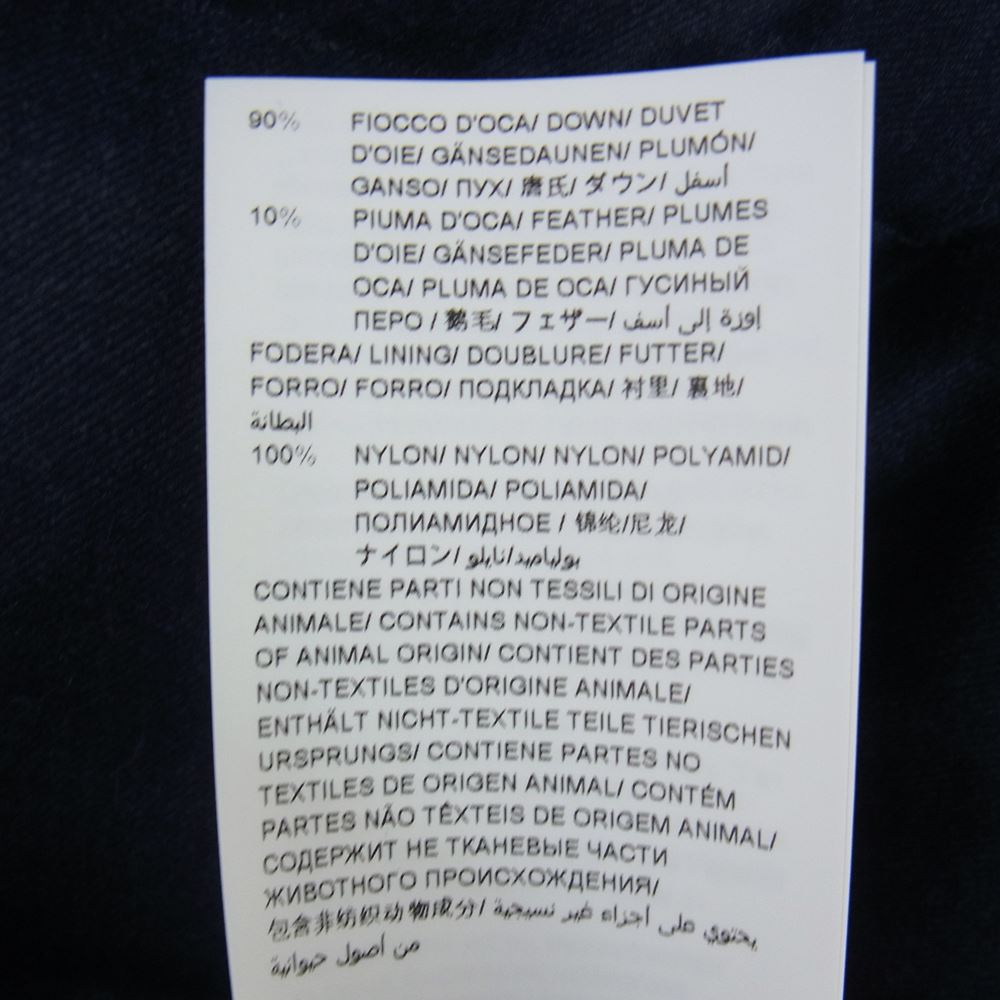 90% FIOCCO D'OCA/ DOWN/ DUVET
D'OIE/ GÄNSEDAUNEN/ PLUMÓN/
GANSO/ ПУХ/ 唐氏/ ダウン/ أسفل
10% PIUMA D'OCA/ FEATHER/ PLUMES
D'OIE/ GÄNSEFEDER/ PLUMA DE
OCA/ PLUMA DE OCA/ ГУСИНЫЙ
ПЕРО / 鹅毛/ フェザー/ إوزة إلى أسف
FODERA/ LINING/ DOUBLURE/ FUTTER/
FORRO/ FORRO/ ПОДКЛАДКА/ 衬里/ 裏地/
البطانة
100% NYLON/ NYLON/ NYLON/ POLYAMID/
POLIAMIDA/ POLIAMIDA/
ПОЛИАМИДНОЕ / 锦纶/尼龙/
ナイロン/ بولياميد/نايلو
CONTIENE PARTI NON TESSILI DI ORIGINE
ANIMALE/ CONTAINS NON-TEXTILE PARTS
OF ANIMAL ORIGIN/ CONTIENT DES PARTIES
NON-TEXTILES D'ORIGINE ANIMALE/
ENTHÄLT NICHT-TEXTILE TEILE TIERISCHEN
URSPRUNGS/ CONTIENE PARTES NO
TEXTILES DE ORIGEN ANIMAL/ CONTÉM
PARTES NÃO TÊXTEIS DE ORIGEM ANIMAL/
СОДЕРЖИТ НЕ ТКАНЕВЫЕ ЧАСТИ
ЖИВОТНОГО ПРОИСХОЖДЕНИЯ/
包含非纺织动物成分/ يحتوي على أجزاء غير نسيجية
من أصول حيوانية